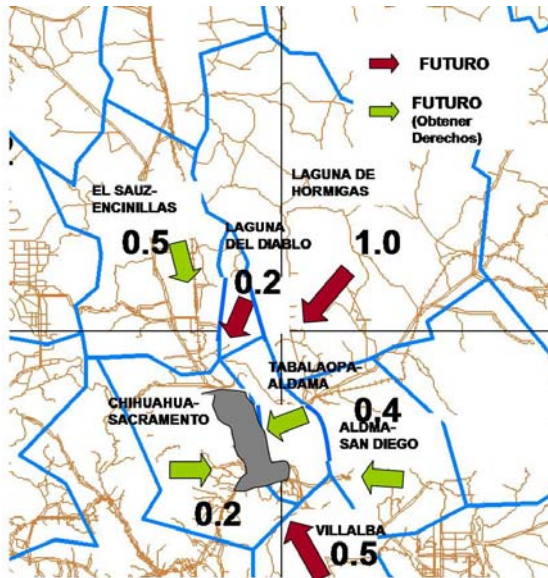 FUTURO
FUTURO
(Obtener
Derechos)
EL SAUZ-
ENCINILLAS
0.5
LAGUNA
DEL DIABLO
0.2
LAGUNA DE
HORMIGAS
1.0
TABALAOPA-
ALDAMA
0.4
CHIHUAHUA-
SACRAMENTO
0.2
ALDMA-
SAN DIEGO
VILLALBA
0.5